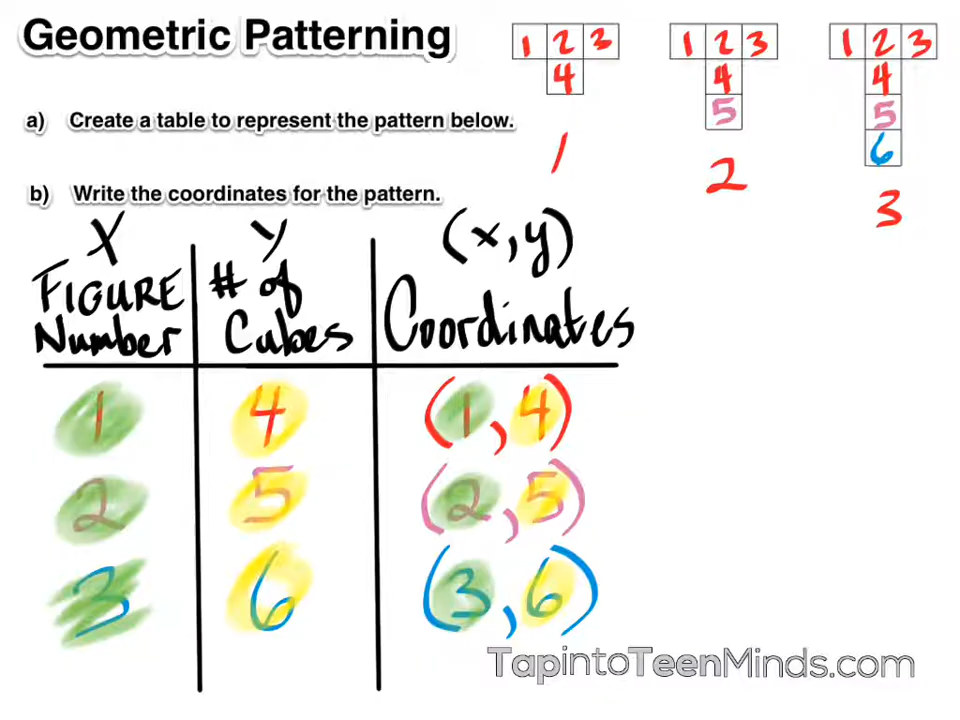 Geometric Patterning
1 2 3
4
1
1 2 3
4
5
2
1 2 3
4
5
6
3
a) Create a table to represent the pattern below.
b) Write the coordinates for the pattern.
X Y (x,y)
FIGURE Number # of Cubes Coordinates
1 4 (1,4)
2 5 (2,5)
3 6 (3,6)
TapintoTeenMinds.com